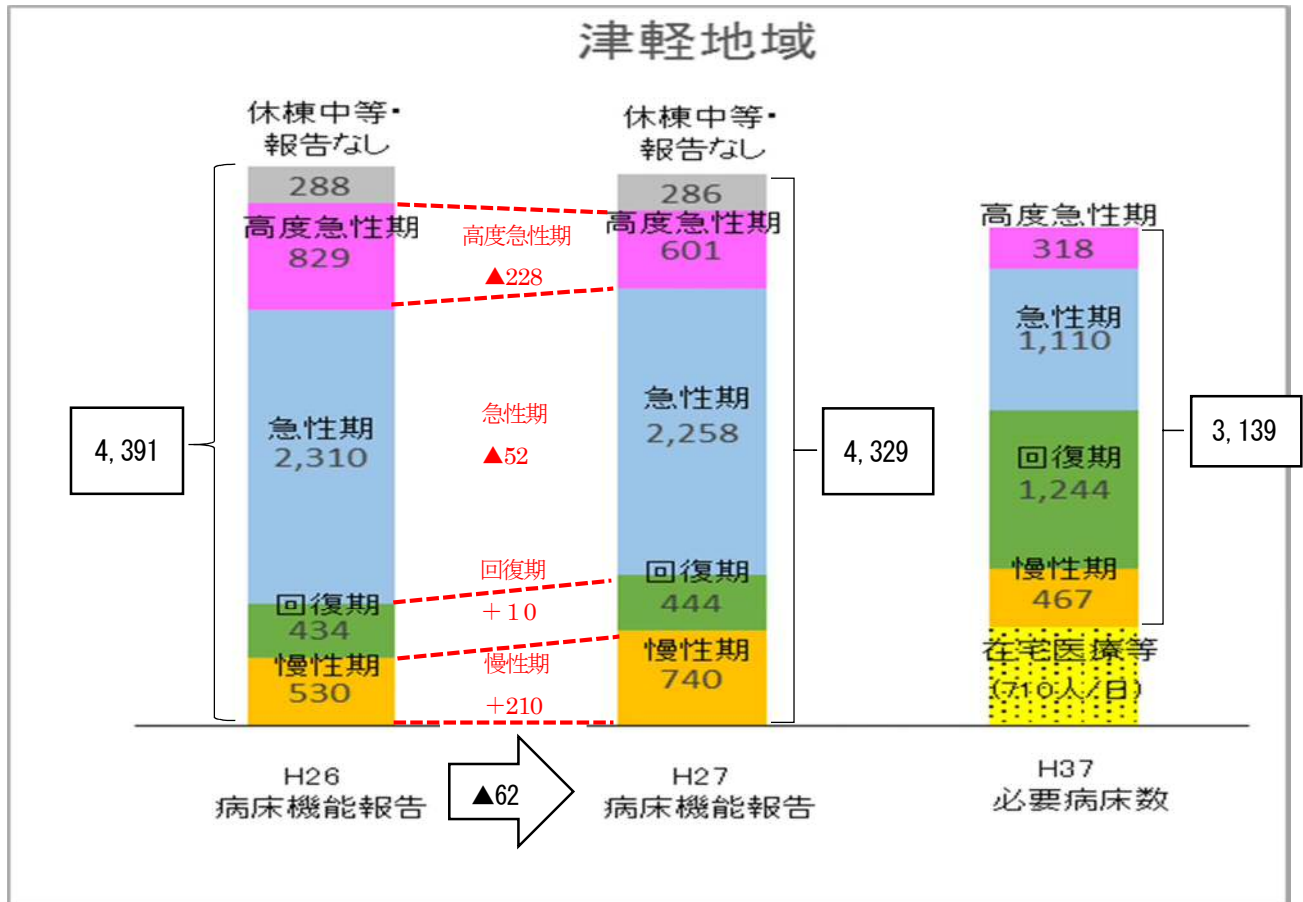 津軽地域
休棟中等・
報告なし
288
高度急性期
829
急性期
2,310
回復期
434
慢性期
530
4,391
H26
病床機能報告
高度急性期
▲228
急性期
▲52
回復期
＋１０
慢性期
+210
▲62
休棟中等・
報告なし
286
高度急性期
601
急性期
2,258
回復期
444
慢性期
740
4,329
H27
病床機能報告
高度急性期
318
急性期
1,110
回復期
1,244
慢性期
467
在宅医療等
(710人/日)
3,139
H37
必要病床数